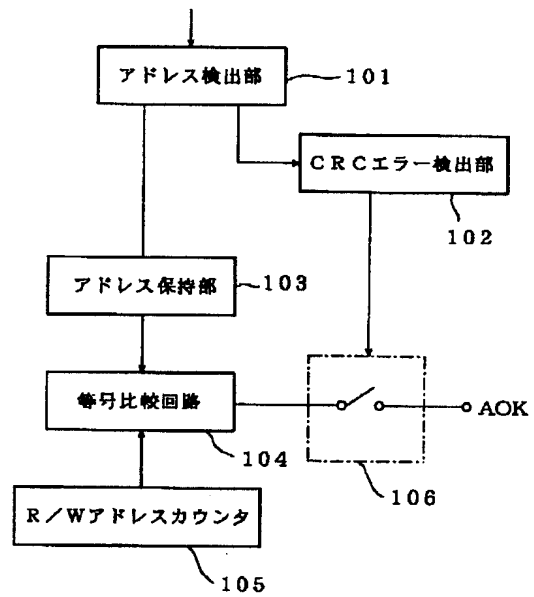 アドレス検出部
101
CRCエラー検出部
102
アドレス保持部
103
等号比較回路
104
AOK
106
R/Wアドレスカウンタ
105